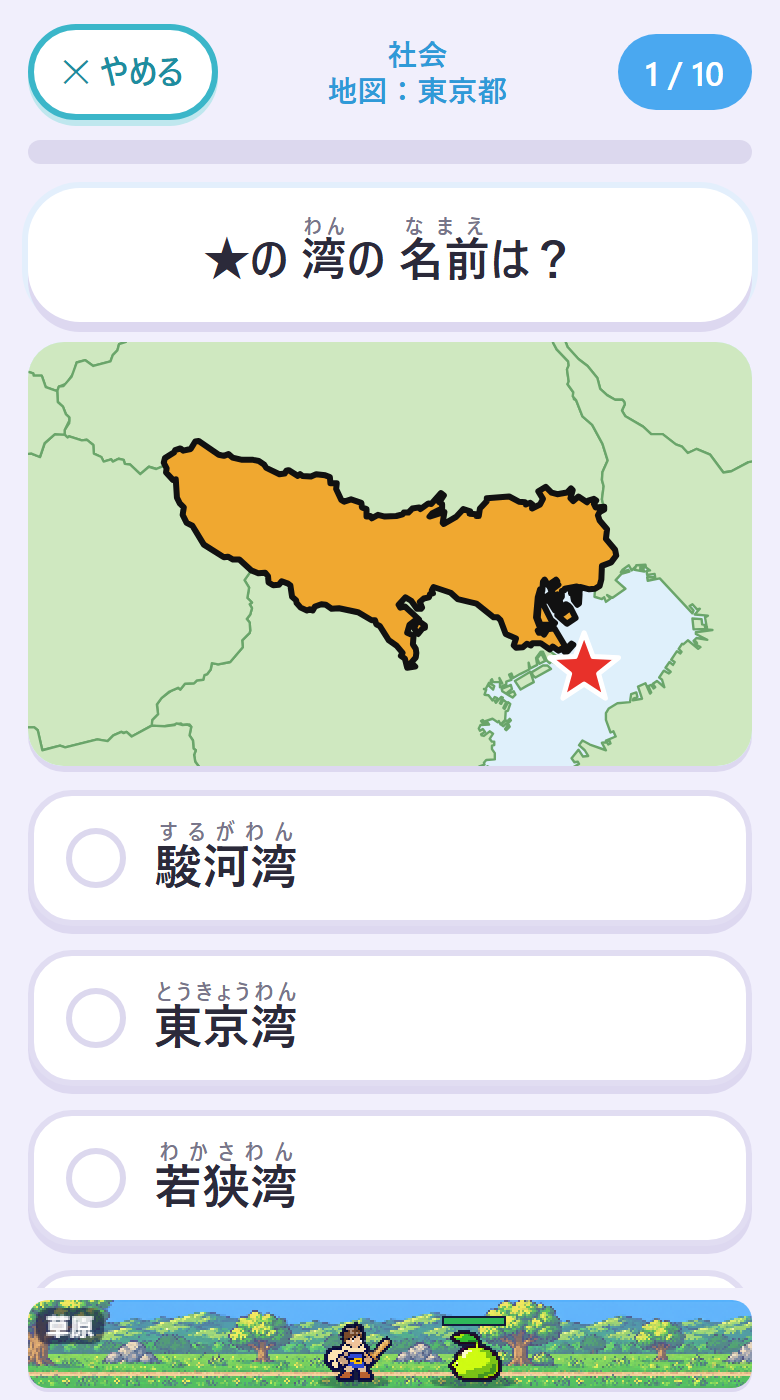 × やめる
社会
地図：東京都
1 / 10
★の 湾の 名前は？
わん なまえ
するがわん
駿河湾
とうきょうわん
東京湾
わかさわん
若狭湾
草原